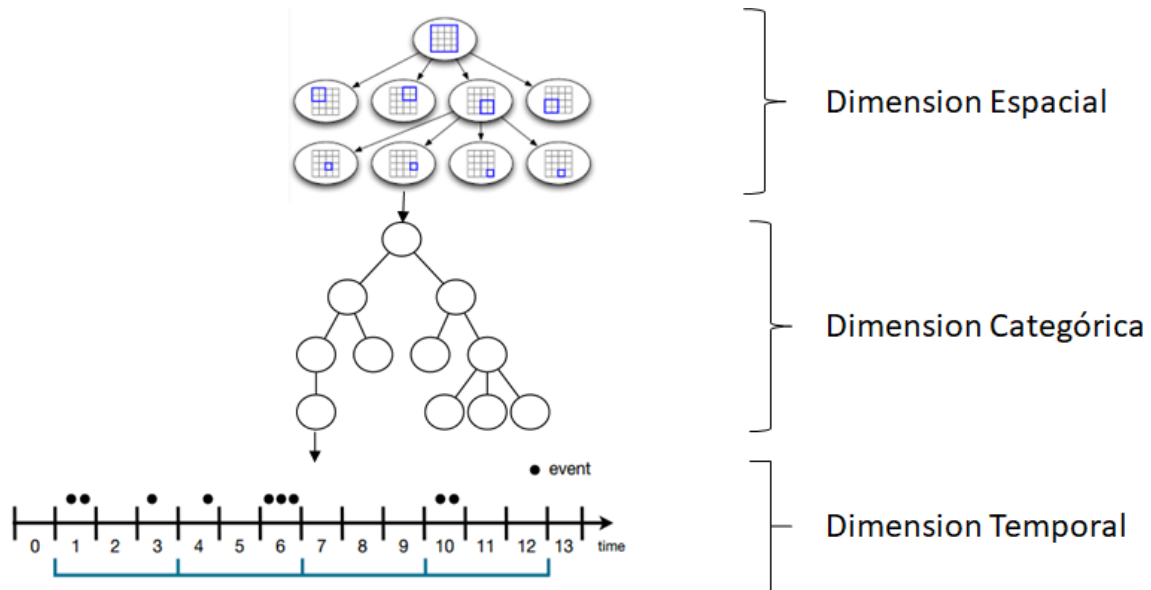 Dimension Espacial
Dimension Categórica
event
0 1 2 3 4 5 6 7 8 9 10 11 12 13 time
Dimension Temporal